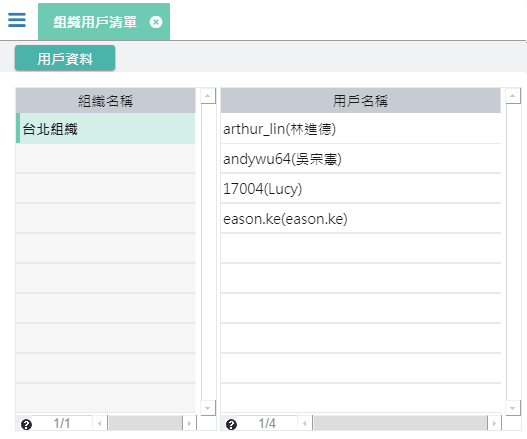 組織用戶清單
用戶資料
組織名稱
用戶名稱
台北組織
arthur_lin(林進德)
andywu64(吳宗憲)
17004(Lucy)
eason.ke(eason.ke)
1/1
1/4